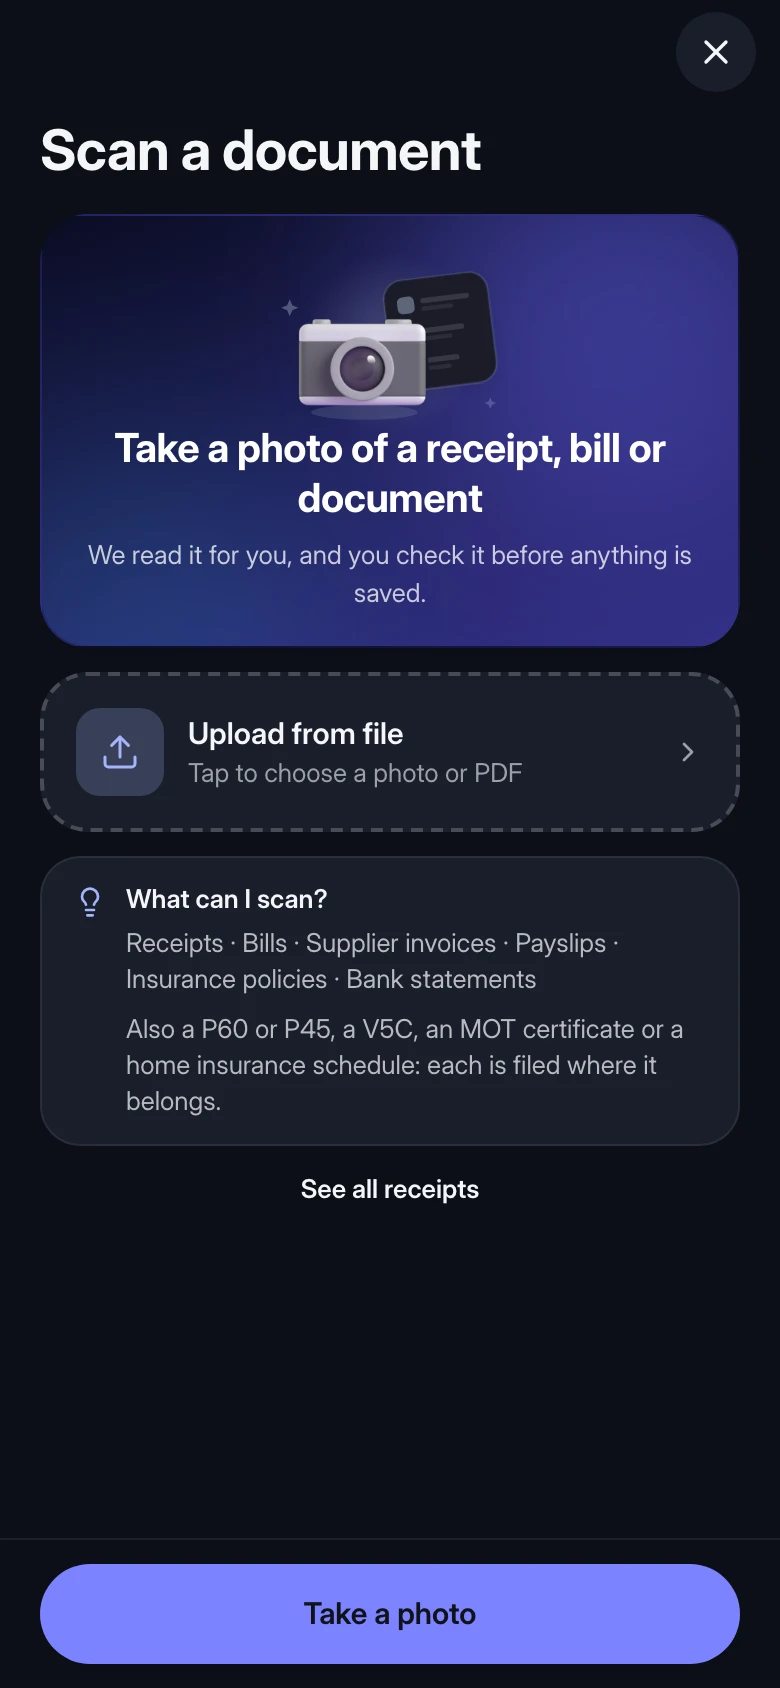 Scan a document
Take a photo of a receipt, bill or
document
We read it for you, and you check it before anything is
saved.
Upload from file
Tap to choose a photo or PDF
What can I scan?
Receipts · Bills · Supplier invoices · Payslips ·
Insurance policies · Bank statements
Also a P60 or P45, a V5C, an MOT certificate or a
home insurance schedule: each is filed where it
belongs.
See all receipts
Take a photo